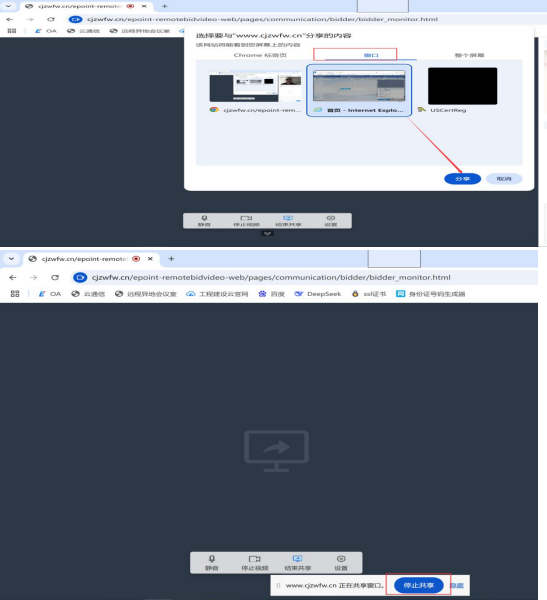 cjzwfw.cn/epoint-remote
cjzwfw.cn/epoint-remotebidvideo-web/pages/communication/bidder/bidder_monitor.html
OA 云通信 远程异地会议室
选择要与"www.cjzwfw.cn"分享的内容
该网站将能看到您屏幕上的内容
Chrome 标签页 窗口 整个屏幕
cjzwfw.cn/epoint-rem... 首页 - Internet Explo... USCertReg
分享 取消
静音 停止视频 结束共享 设置
cjzwfw.cn/epoint-remote
cjzwfw.cn/epoint-remotebidvideo-web/pages/communication/bidder/bidder_monitor.html
OA 云通信 远程异地会议室 工程建设云官网 百度 DeepSeek ssl证书 身份证号码生成器
静音 停止视频 结束共享 设置
www.cjzwfw.cn 正在共享窗口。 停止共享 隐藏